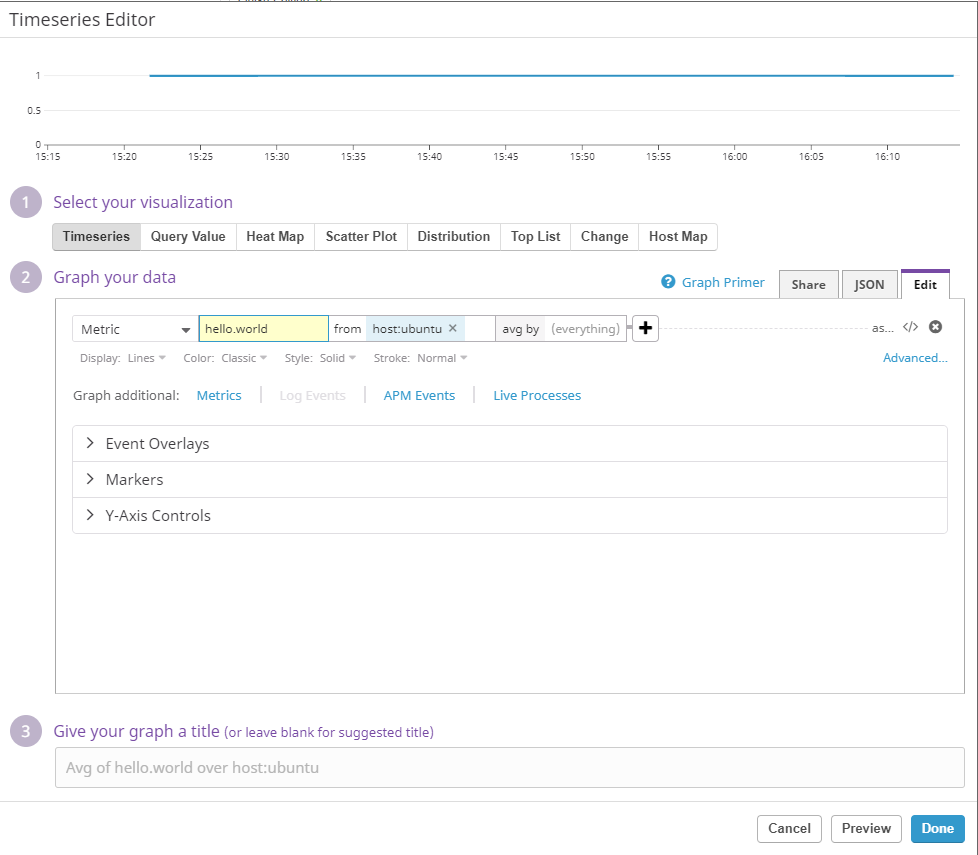 Timeseries Editor
1
0.5
0
15:15 15:20 15:25 15:30 15:35 15:40 15:45 15:50 15:55 16:00 16:05 16:10
1 Select your visualization
Timeseries Query Value Heat Map Scatter Plot Distribution Top List Change Host Map
2 Graph your data
? Graph Primer Share JSON Edit
Metric hello.world from host:ubuntu × avg by (everything) + as... </>
Display: Lines Color: Classic Style: Solid Stroke: Normal Advanced...
Graph additional: Metrics | Log Events | APM Events | Live Processes
Event Overlays
Markers
Y-Axis Controls
3 Give your graph a title (or leave blank for suggested title)
Avg of hello.world over host:ubuntu
Cancel Preview Done